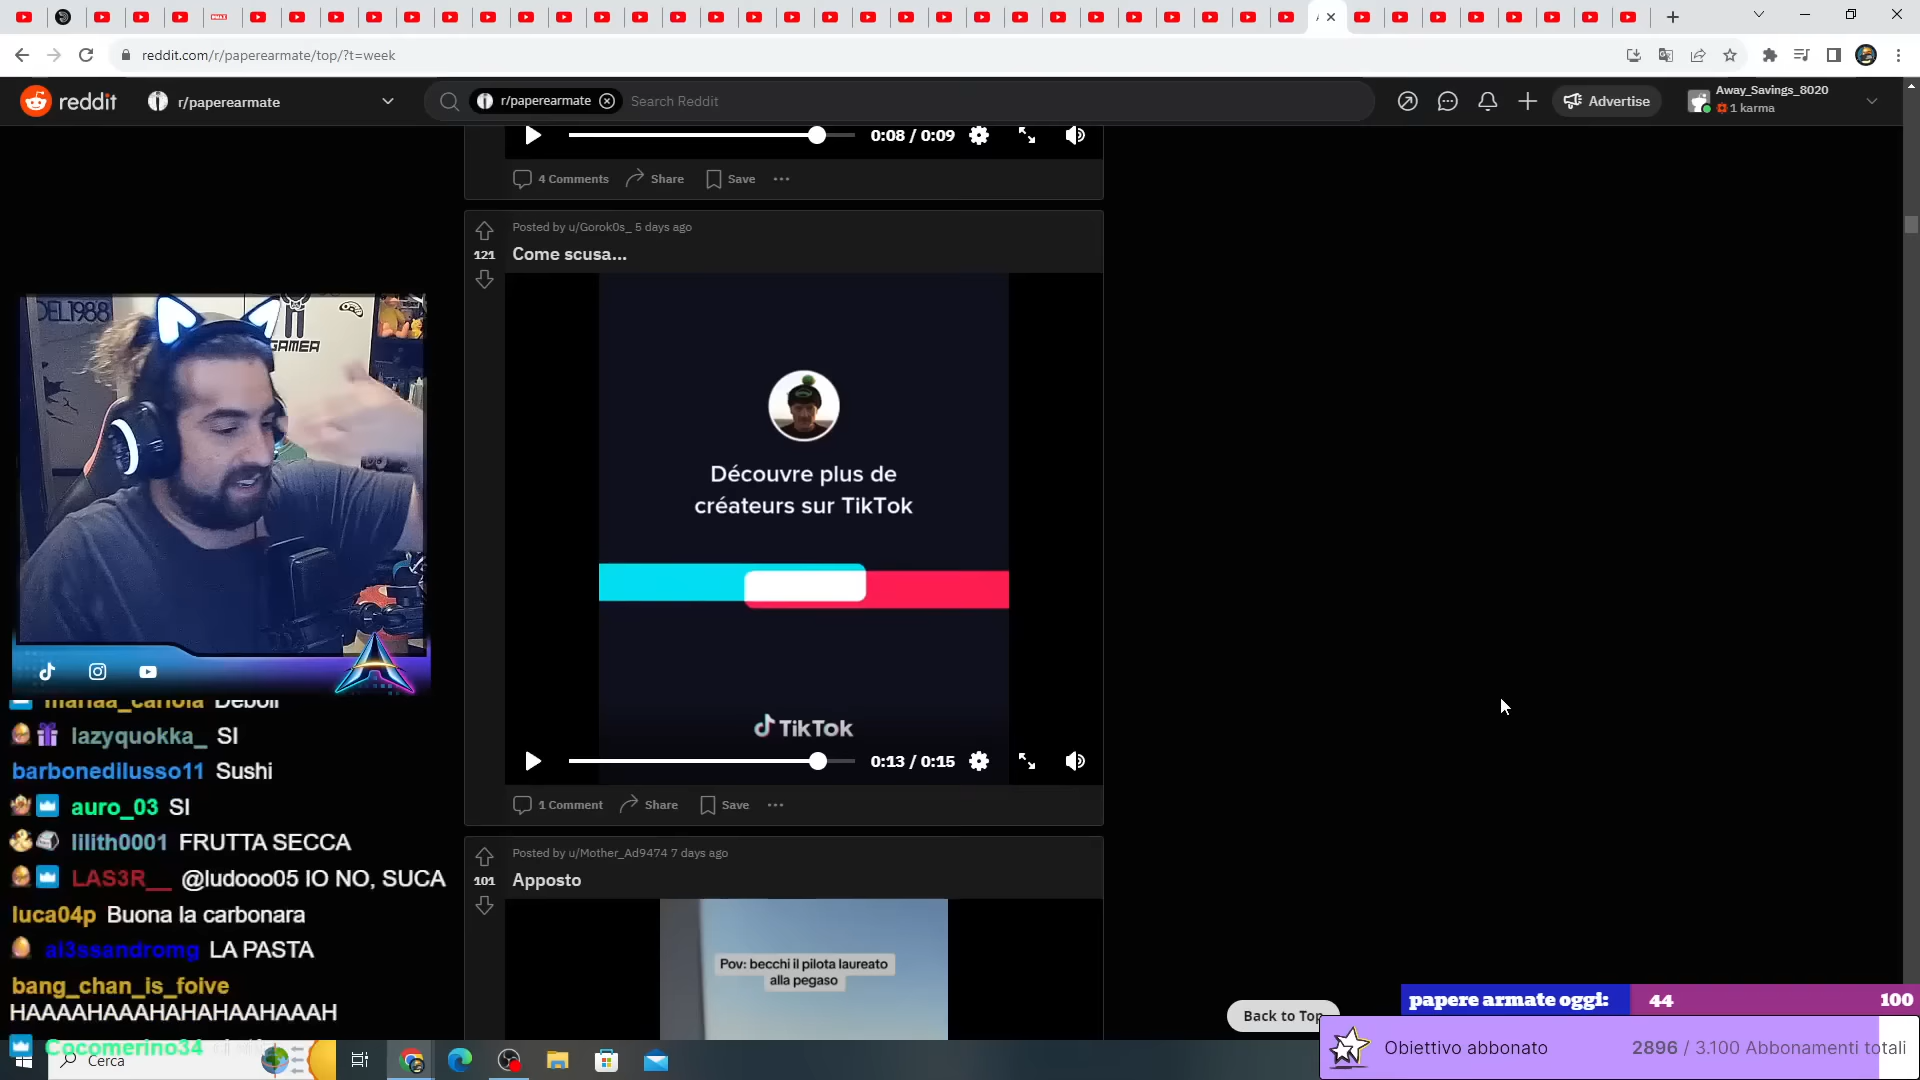 reddit.com/r/paperearmate/top/?t=week
reddit
r/paperearmate
r/paperearmate
Search Reddit
Advertise
Away_Savings_8020
1 karma
0:08 / 0:09
4 Comments
Share
Save
Posted by u/Gorok0s_ 5 days ago
121
Come scusa...
DEL1988
GAMER
Découvre plus de
créateurs sur TikTok
TikTok
0:13 / 0:15
1 Comment
Share
Save
Posted by u/Mother_Ad9474 7 days ago
101
Apposto
Pov: becchi il pilota laureato
alla pegaso
mariaa_cariola Deboli
lazyquokka_ SI
barbonedilusso11 Sushi
auro_03 SI
lilith0001 FRUTTA SECCA
LAS3R__ @ludooo05 IO NO, SUCA
luca04p Buona la carbonara
al3ssandromg LA PASTA
bang_chan_is_foive
HAAAAHAAAHAHAHAAHAAAH
Cocomerino34
Back to Top
papere armate oggi: 44 100
Obiettivo abbonato 2896 / 3.100 Abbonamenti totali
Cerca